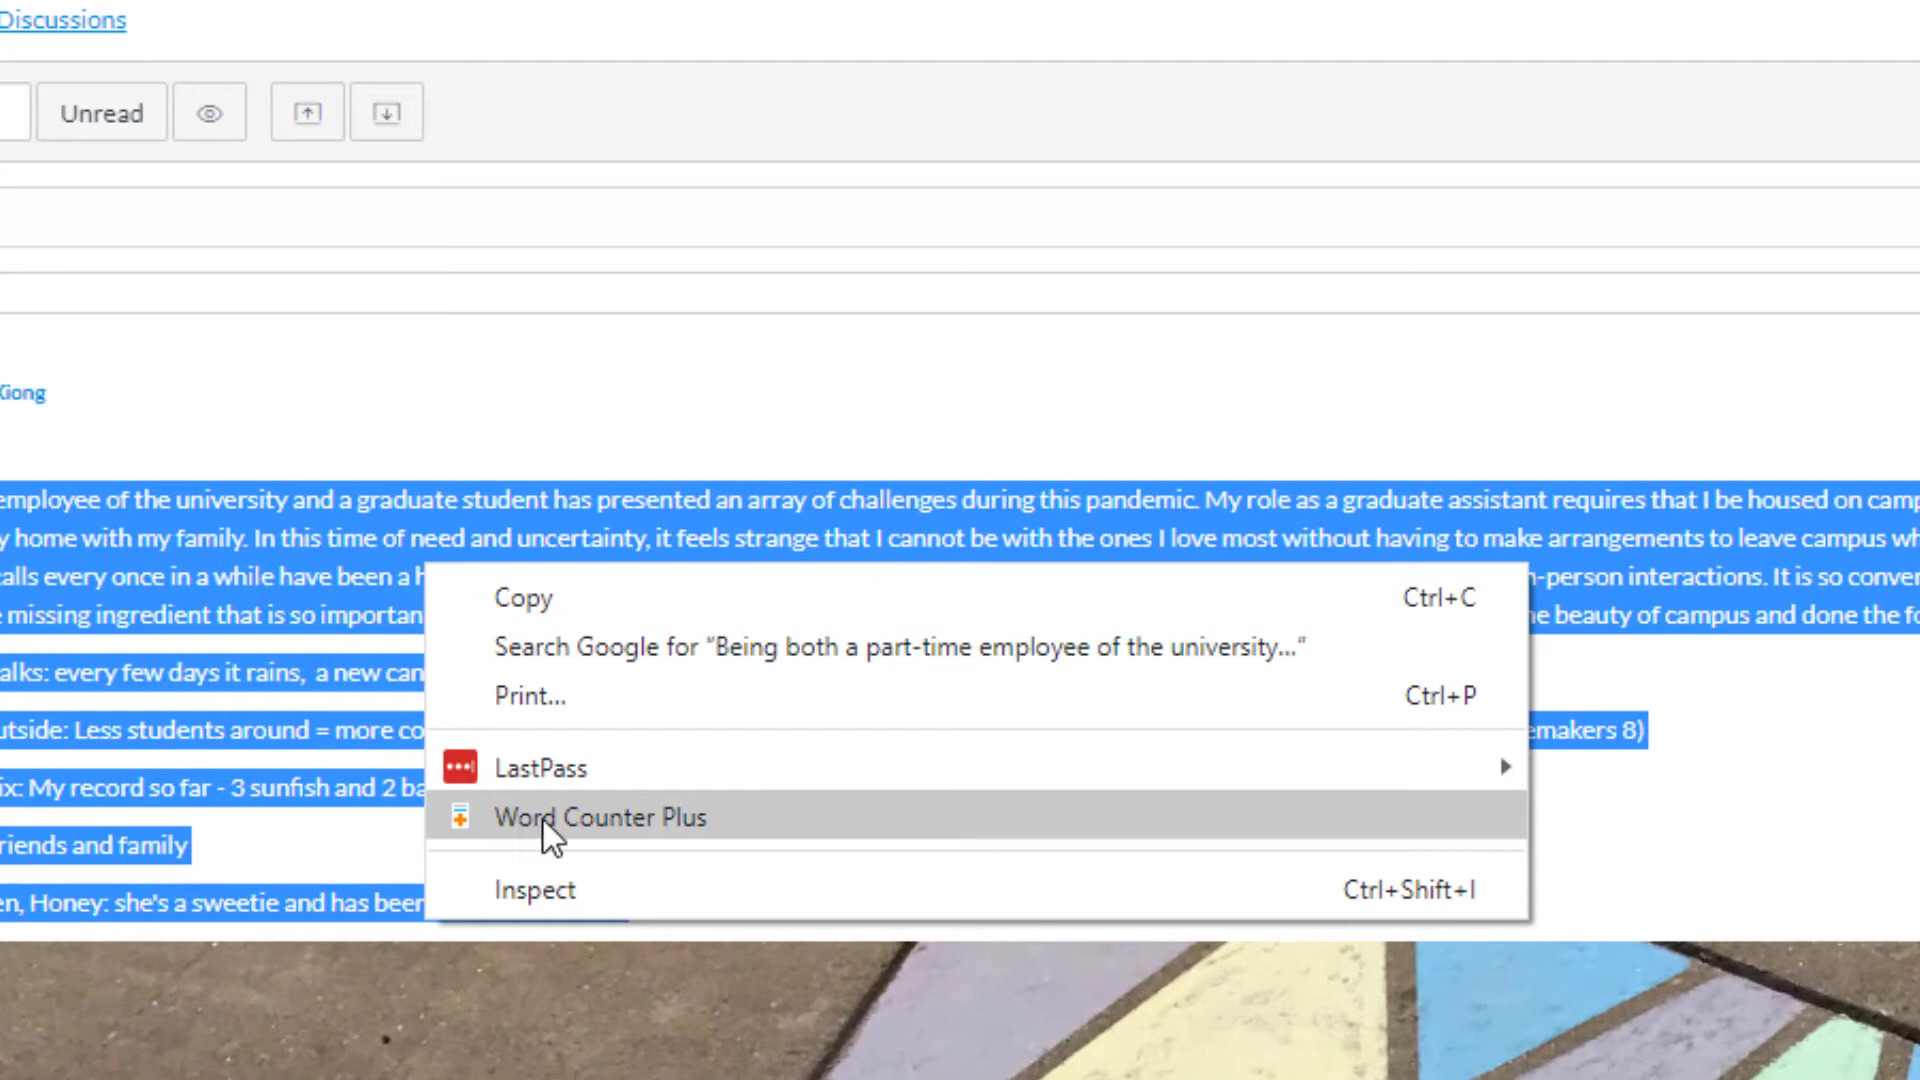 Discussions
Unread
Xiong
employee of the university and a graduate student has presented an array of challenges during this pandemic. My role as a graduate assistant requires that I be housed on camp
y home with my family. In this time of need and uncertainty, it feels strange that I cannot be with the ones I love most without having to make arrangements to leave campus wh
calls every once in a while have been a h
n-person interactions. It is so conver
e missing ingredient that is so importan
he beauty of campus and done the fo
alks: every few days it rains, a new can
utside: Less students around = more co
emakers 8)
ix: My record so far - 3 sunfish and 2 ba
riends and family
en, Honey: she's a sweetie and has been
Copy Ctrl+C
Search Google for “Being both a part-time employee of the university...”
Print... Ctrl+P
LastPass
Word Counter Plus
Inspect Ctrl+Shift+I